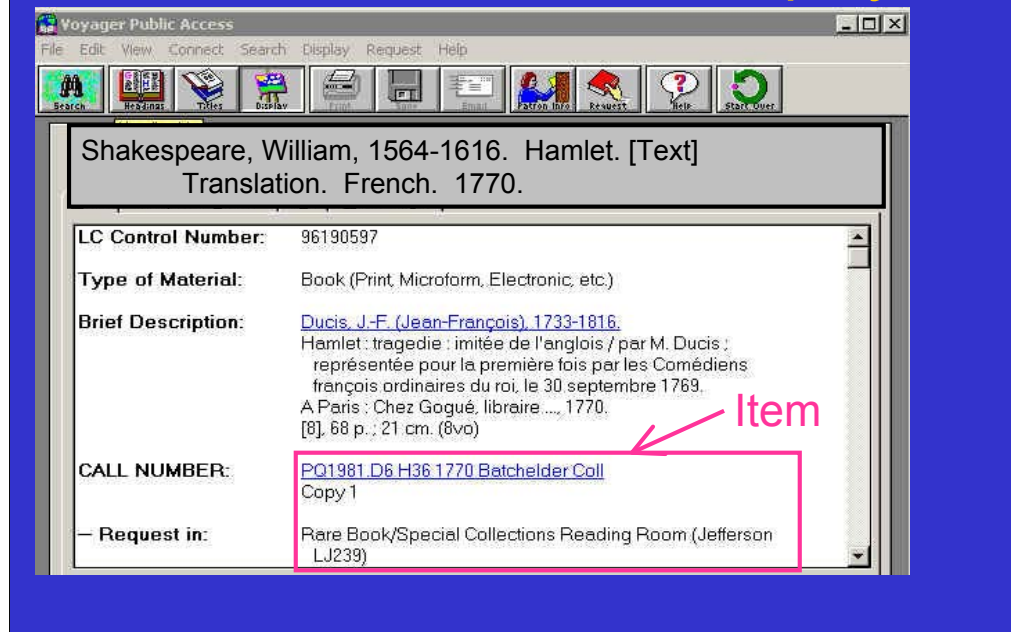 Voyager Public Access
File Edit View Connect Search Display Request Help
Search Headings Titles Display Print Save Email Patron Info Request Help Start Over
Shakespeare, William, 1564-1616. Hamlet. [Text]
Translation. French. 1770.
LC Control Number: 96190597
Type of Material: Book (Print, Microform, Electronic, etc.)
Brief Description: Ducis, J.-F. (Jean-François), 1733-1816.
Hamlet : tragedie : imitée de l'anglois / par M. Ducis ;
représentée pour la première fois par les Comédiens
françois ordinaires du roi, le 30 septembre 1769.
A Paris : Chez Gogué, libraire..., 1770.
[8], 68 p. ; 21 cm. (8vo)
Item
CALL NUMBER: PQ1981.D6 H36 1770 Batchelder Coll
Copy 1
– Request in: Rare Book/Special Collections Reading Room (Jefferson
LJ239)